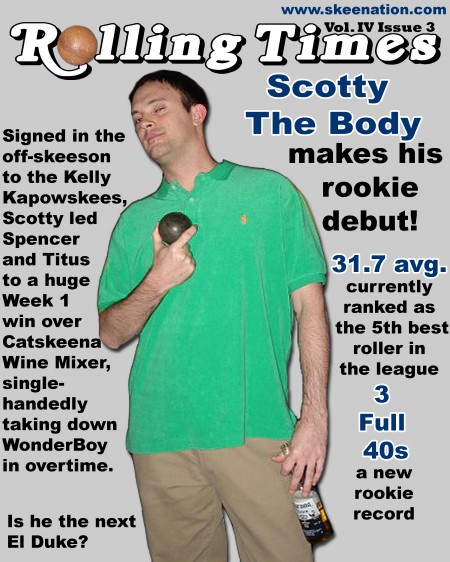 www.skeenation.com
Rolling Times
Vol. IV Issue 3
Scotty
The Body
makes his
rookie
debut!
31.7 avg.
currently
ranked as
the 5th best
roller in
the league
3
Full
40s
a new
rookie
record
Signed in the
off-skeeson
to the Kelly
Kapowskees,
Scotty led
Spencer
and Titus
to a huge
Week 1
win over
Catskeena
Wine Mixer,
single-
handedly
taking down
WonderBoy
in overtime.
Is he the next
El Duke?